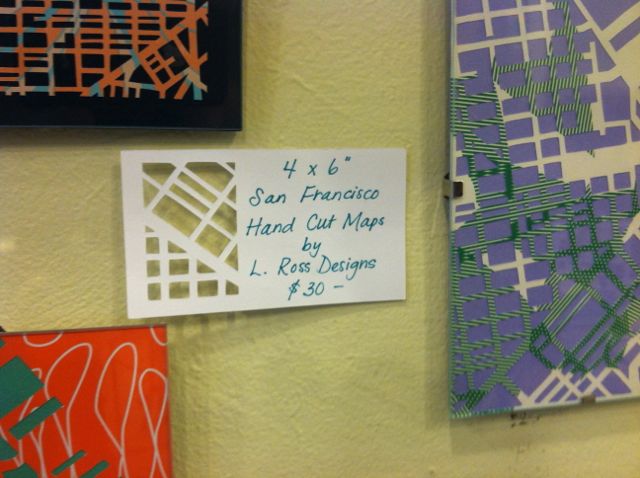 4 x 6"
San Francisco
Hand Cut Maps
by
L. Ross Designs
$30 —